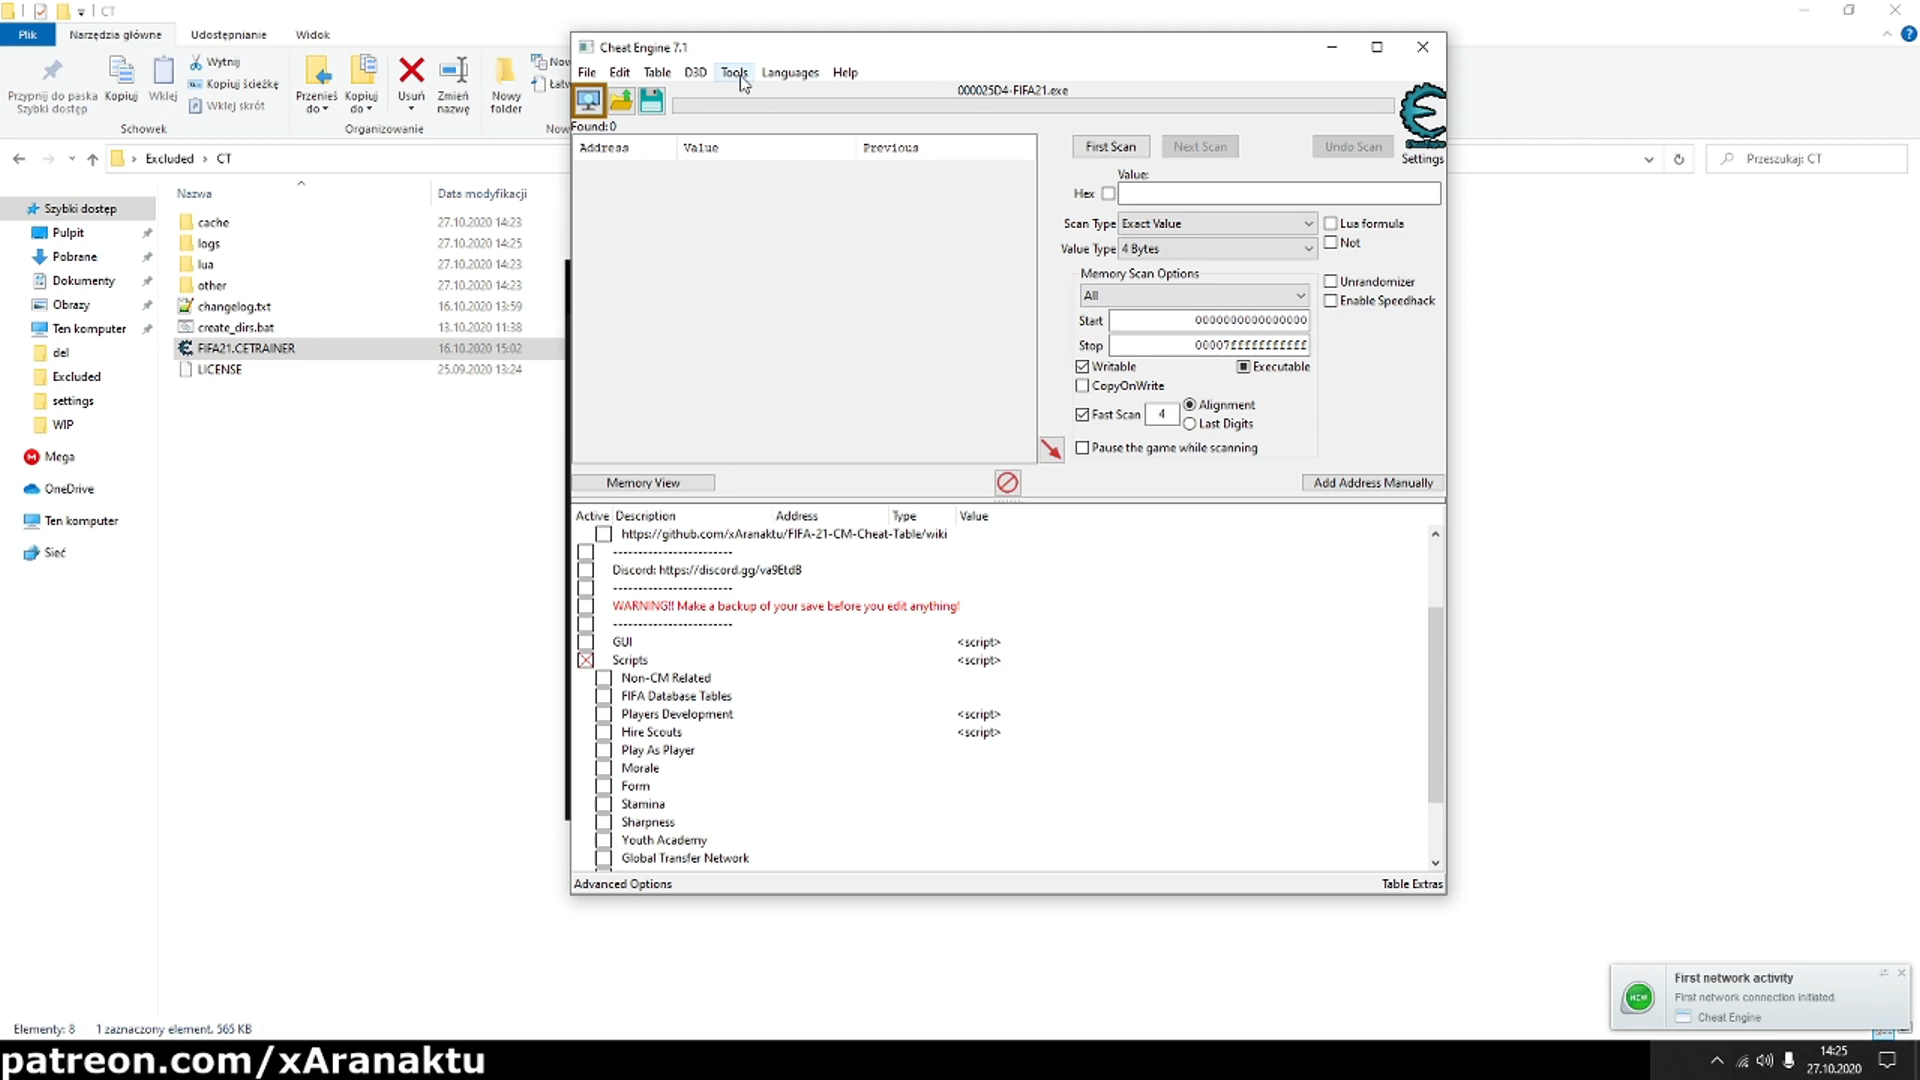 CT
Plik
Narzędzia główne
Udostępnianie
Widok
Przypnij do paska
Szybki dostęp
Kopiuj
Wklej
Wytnij
Kopiuj ścieżkę
Wklej skrót
Schowek
Przenieś
do
Kopiuj
do
Usuń
Zmień
nazwę
Organizowanie
Nowy
folder
Excluded
CT
Przeszukaj: CT
Nazwa
Data modyfikacji
cache
27.10.2020 14:23
logs
27.10.2020 14:25
lua
27.10.2020 14:23
other
27.10.2020 14:23
changelog.txt
16.10.2020 13:59
create_dirs.bat
13.10.2020 11:38
FIFA21.CETRAINER
16.10.2020 15:02
LICENSE
25.09.2020 13:24
Szybki dostęp
Pulpit
Pobrane
Dokumenty
Obrazy
Ten komputer
del
Excluded
settings
WIP
Mega
OneDrive
Ten komputer
Sieć
Elementy: 8
1 zaznaczony element, 565 KB
Cheat Engine 7.1
File
Edit
Table
D3D
Tools
Languages
Help
000025D4-FIFA21.exe
Found:0
Address
Value
Previous
First Scan
Next Scan
Undo Scan
Settings
Value:
Hex
Scan Type
Exact Value
Lua formula
Not
Value Type
4 Bytes
Memory Scan Options
All
Unrandomizer
Enable Speedhack
Start
0000000000000000
Stop
00007fffffffffff
Writable
Executable
CopyOnWrite
Fast Scan
4
Alignment
Last Digits
Pause the game while scanning
Memory View
Add Address Manually
Active
Description
Address
Type
Value
https://github.com/xAranaktu/FIFA-21-CM-Cheat-Table/wiki
------------------------
Discord: https://discord.gg/va9EtdB
------------------------
WARNING!! Make a backup of your save before you edit anything!
------------------------
GUI
<script>
Scripts
<script>
Non-CM Related
FIFA Database Tables
Players Development
<script>
Hire Scouts
<script>
Play As Player
Morale
Form
Stamina
Sharpness
Youth Academy
Global Transfer Network
Advanced Options
Table Extras
First network activity
First network connection initiated.
NEW
Cheat Engine
patreon.com/xAranaktu
14:25
27.10.2020